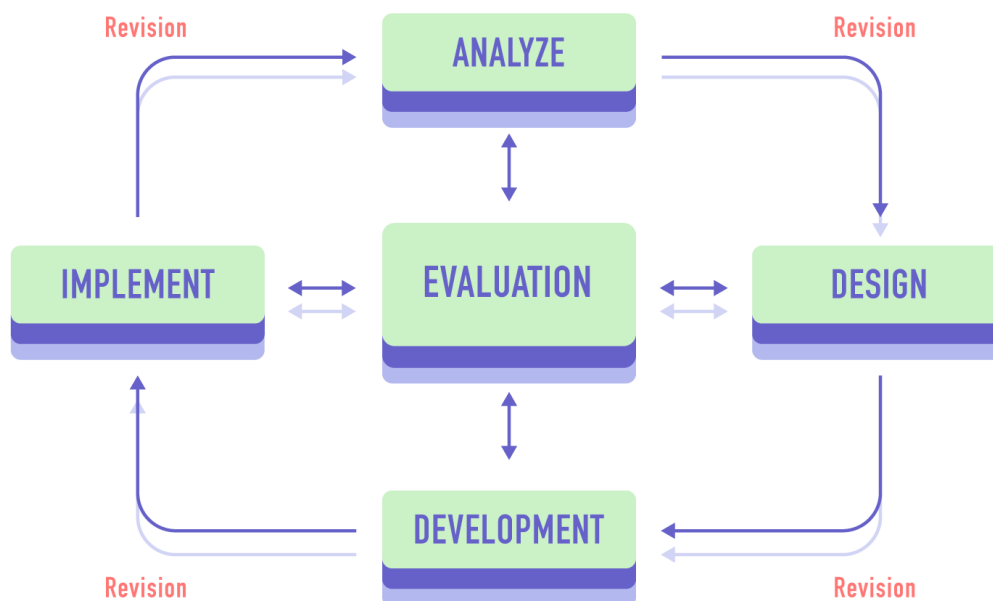 Revision
Revision
ANALYZE
IMPLEMENT
EVALUATION
DESIGN
DEVELOPMENT
Revision
Revision